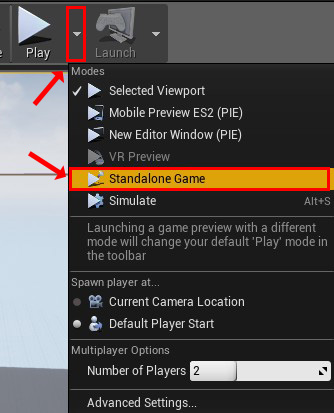 Play
Launch
Modes
Selected Viewport
Mobile Preview ES2 (PIE)
New Editor Window (PIE)
VR Preview
Standalone Game
Simulate Alt+S
Launching a game preview with a different
mode will change your default 'Play' mode in
the toolbar
Spawn player at...
Current Camera Location
Default Player Start
Multiplayer Options
Number of Players 2
Advanced Settings...